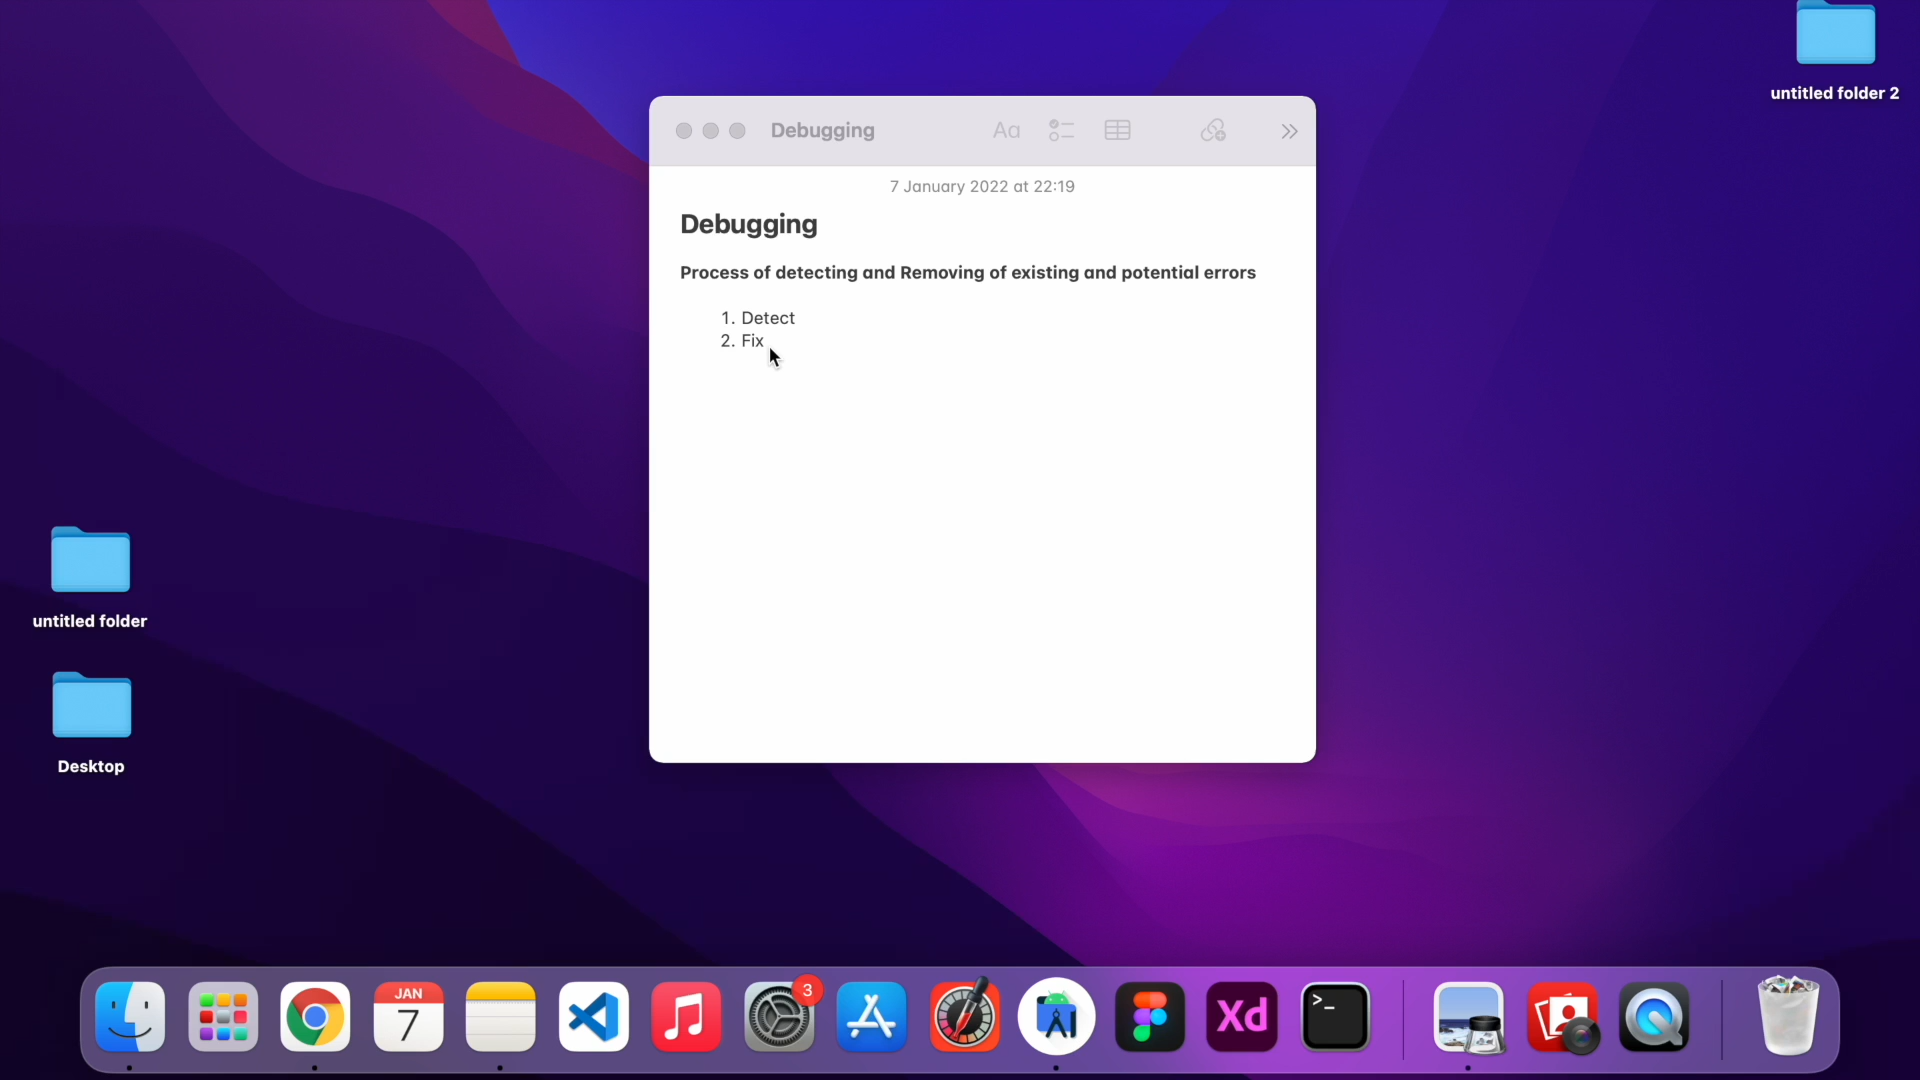 untitled folder 2
Debugging
Aa
7 January 2022 at 22:19
Debugging
Process of detecting and Removing of existing and potential errors
1. Detect
2. Fix
untitled folder
Desktop
JAN
7
3
Xd
>_